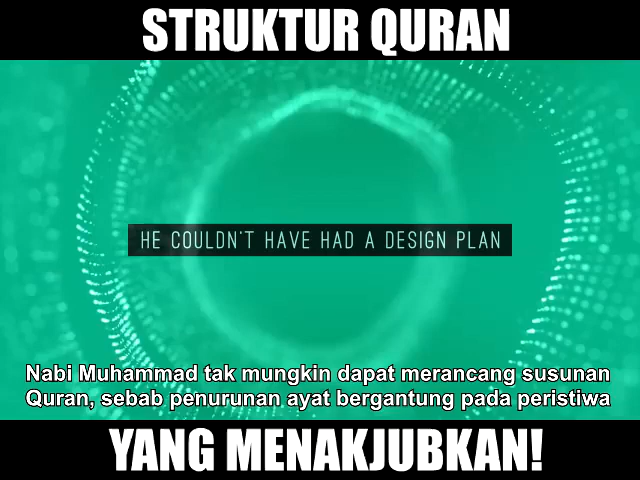 STRUKTUR QURAN
HE COULDN'T HAVE HAD A DESIGN PLAN
Nabi Muhammad tak mungkin dapat merancang susunan
Quran, sebab penurunan ayat bergantung pada peristiwa
YANG MENAKJUBKAN!